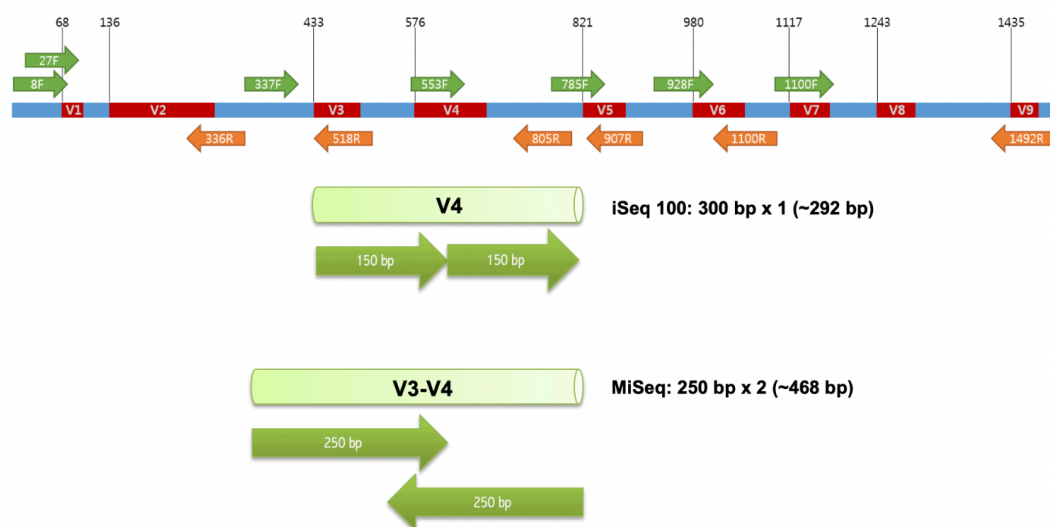 68 136 433 576 821 980 1117 1243 1435
27F
8F 337F 553F 785F 928F 1100F
V1 V2 V3 V4 V5 V6 V7 V8 V9
336R 518R 805R 907R 1100R 1492R
V4 iSeq 100: 300 bp x 1 (~292 bp)
150 bp 150 bp
V3-V4 MiSeq: 250 bp x 2 (~468 bp)
250 bp
250 bp